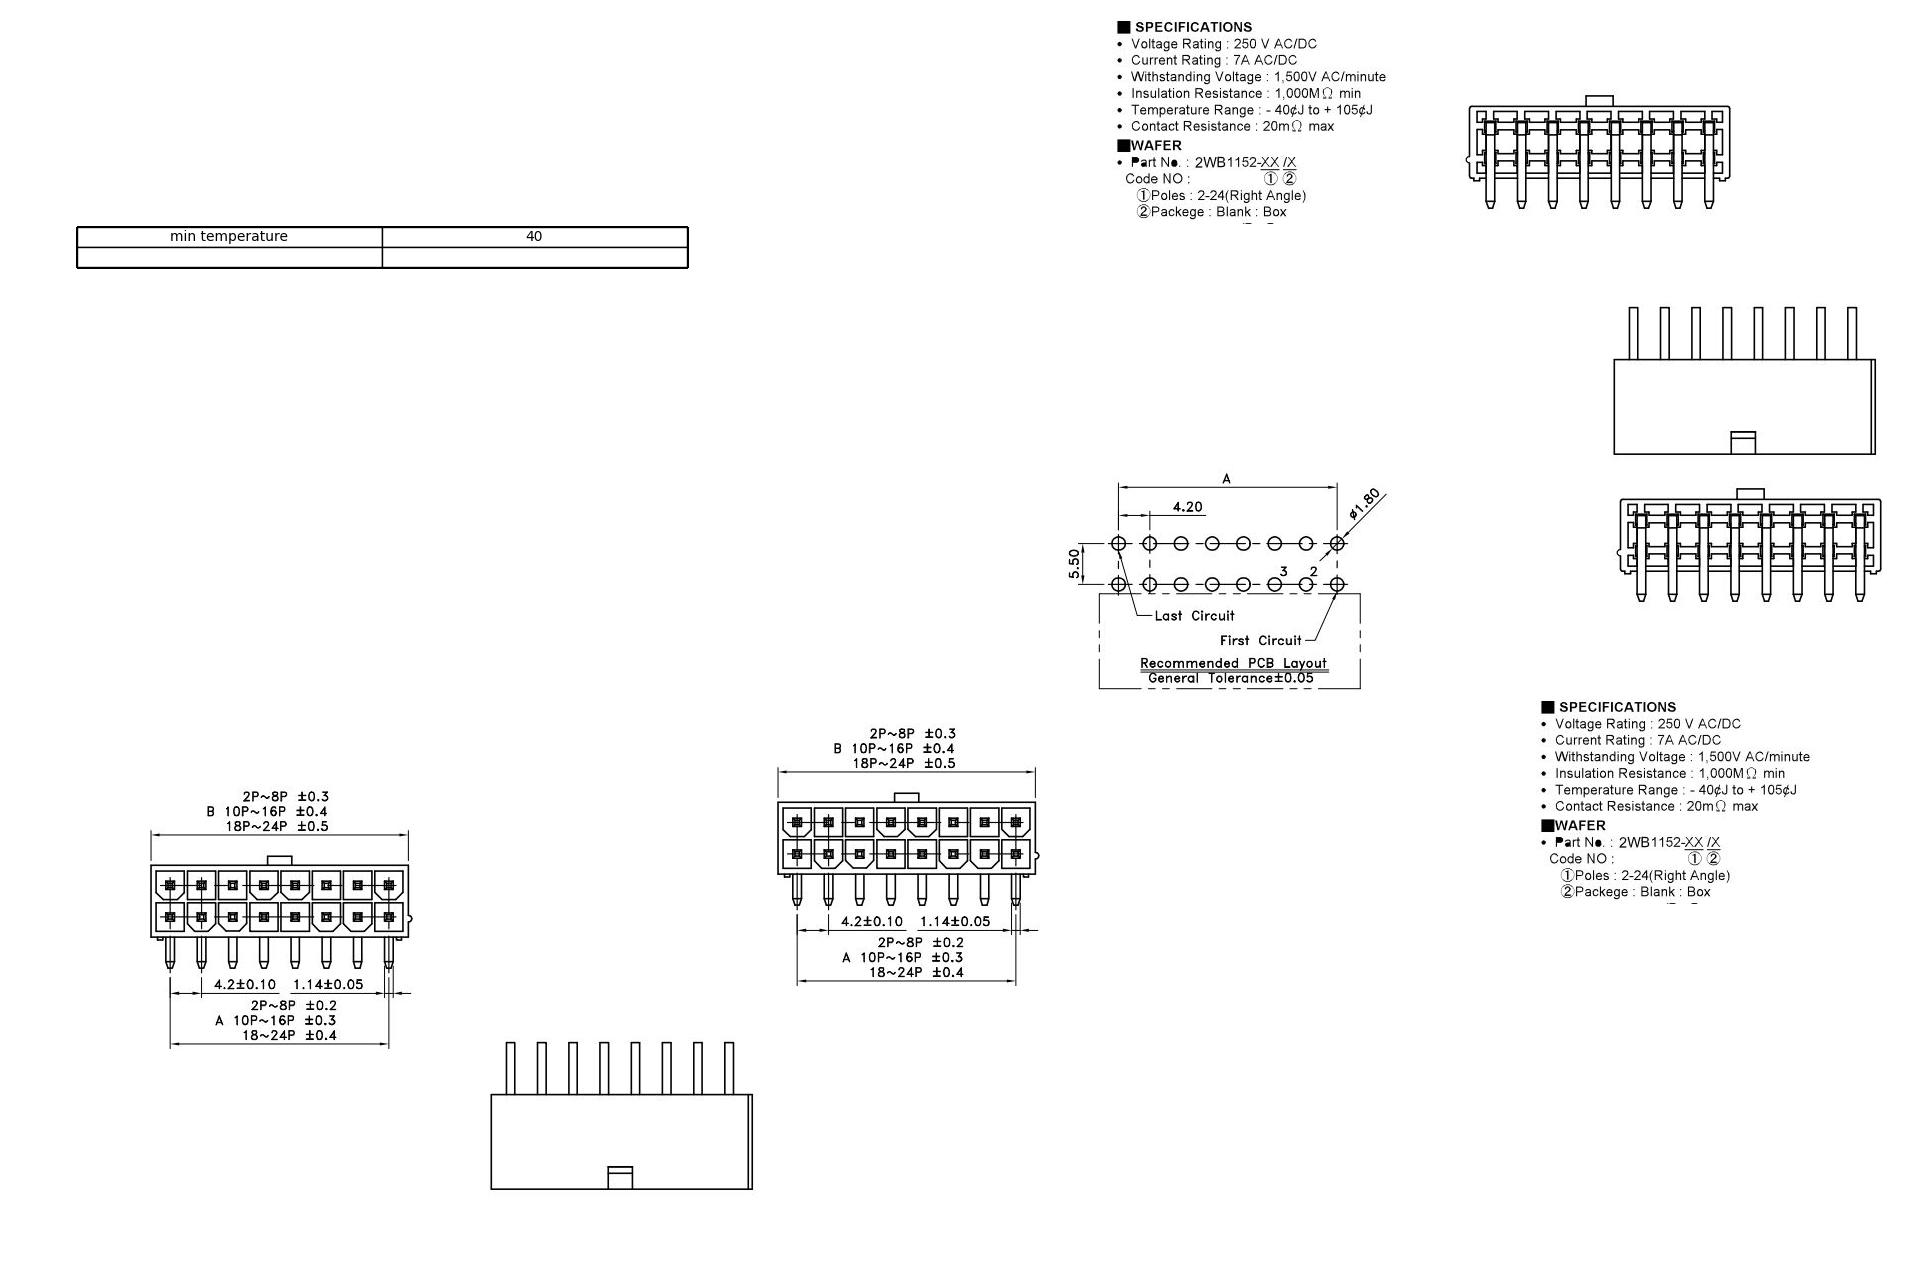 ■ SPECIFICATIONS
• Voltage Rating : 250 V AC/DC
• Current Rating : 7A AC/DC
• Withstanding Voltage : 1,500V AC/minute
• Insulation Resistance : 1,000MΩ min
• Temperature Range : - 40¢J to + 105¢J
• Contact Resistance : 20mΩ max
■WAFER
• Part No. : 2WB1152-XX /X
Code NO : ① ②
①Poles : 2-24(Right Angle)
②Packege : Blank : Box
min temperature 40
A
4.20
ø1.80
5.50
3 2
Last Circuit
First Circuit
Recommended PCB Layout
General Tolerance±0.05
■ SPECIFICATIONS
• Voltage Rating : 250 V AC/DC
• Current Rating : 7A AC/DC
• Withstanding Voltage : 1,500V AC/minute
• Insulation Resistance : 1,000MΩ min
• Temperature Range : - 40¢J to + 105¢J
• Contact Resistance : 20mΩ max
■WAFER
• Part No. : 2WB1152-XX /X
Code NO : ① ②
①Poles : 2-24(Right Angle)
②Packege : Blank : Box
2P~8P ±0.3
B 10P~16P ±0.4
18P~24P ±0.5
4.2±0.10 1.14±0.05
2P~8P ±0.2
A 10P~16P ±0.3
18~24P ±0.4
2P~8P ±0.3
B 10P~16P ±0.4
18P~24P ±0.5
4.2±0.10 1.14±0.05
2P~8P ±0.2
A 10P~16P ±0.3
18~24P ±0.4